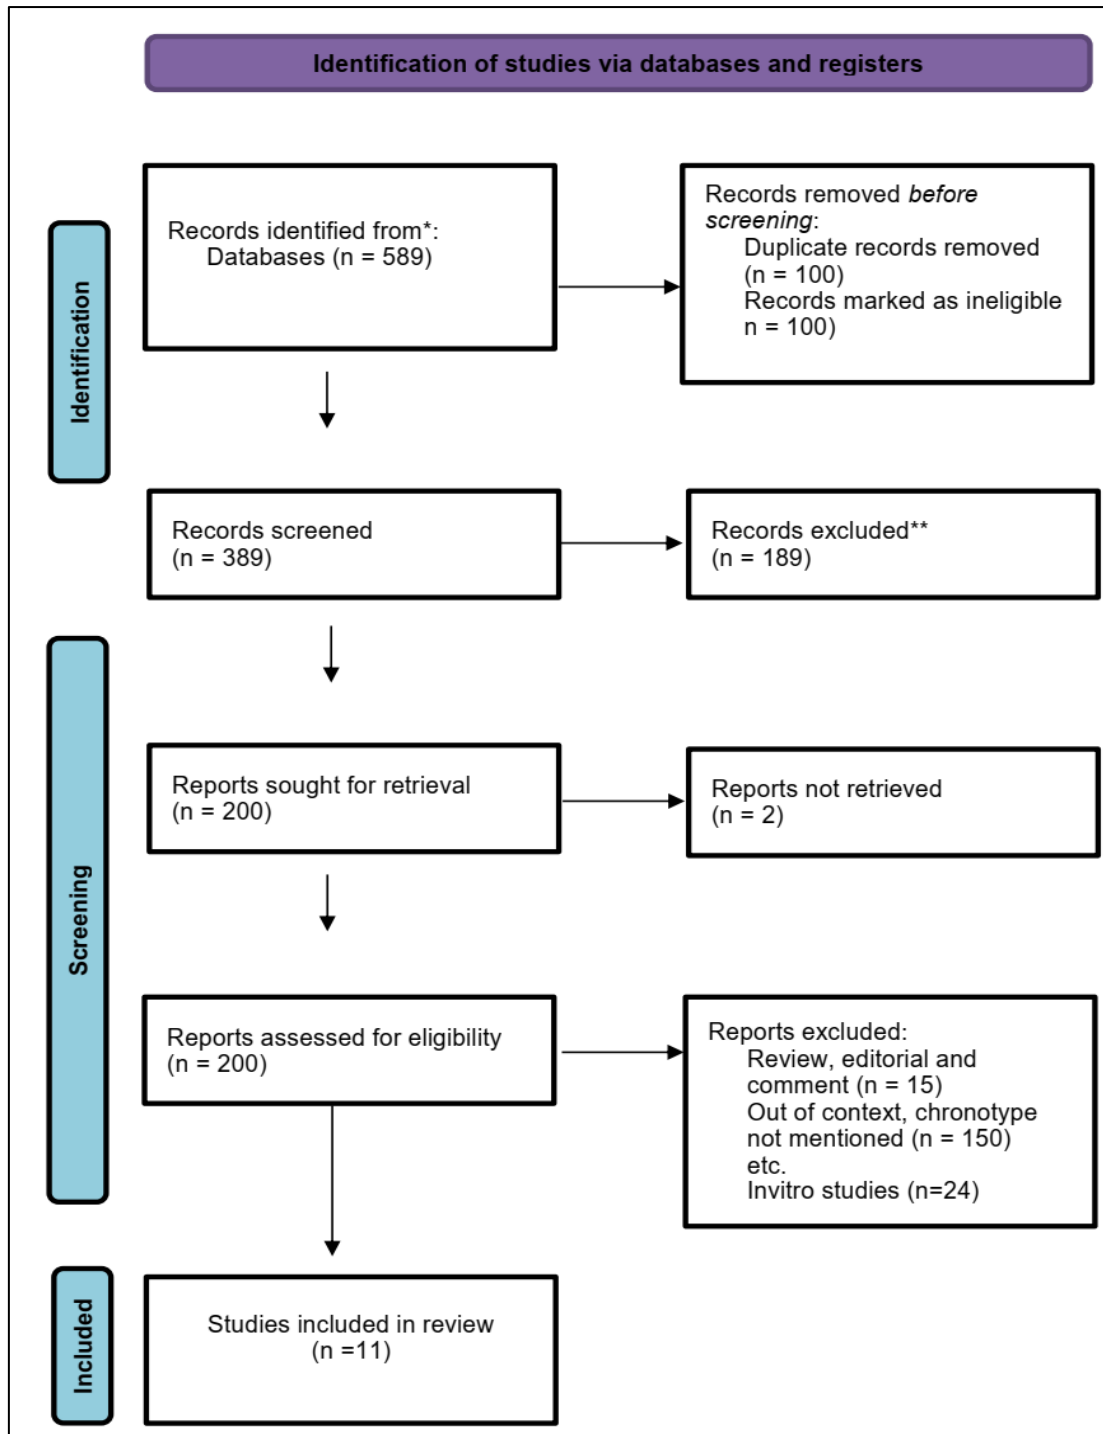 Identification of studies via databases and registers
Identification
Records identified from*:
Databases (n = 589)
Records removed before
screening:
Duplicate records removed
(n = 100)
Records marked as ineligible
n = 100)
Records screened
(n = 389)
Records excluded**
(n = 189)
Screening
Reports sought for retrieval
(n = 200)
Reports not retrieved
(n = 2)
Reports assessed for eligibility
(n = 200)
Reports excluded:
Review, editorial and
comment (n = 15)
Out of context, chronotype
not mentioned (n = 150)
etc.
Invitro studies (n=24)
Included
Studies included in review
(n =11)